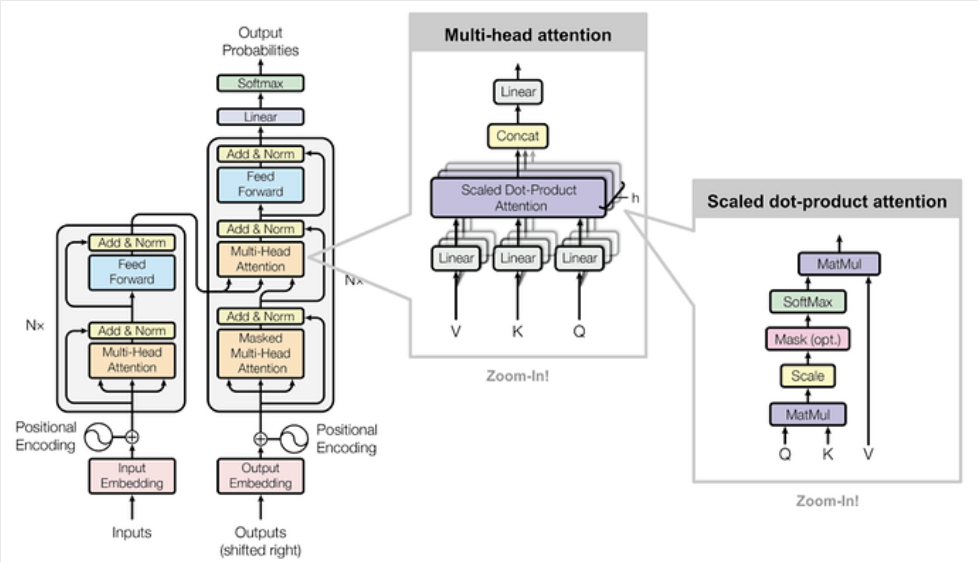 Output
Probabilities
Softmax
Linear
Add & Norm
Feed
Forward
Add & Norm
Multi-Head
Attention
Nx
Add & Norm
Masked
Multi-Head
Attention
Positional
Encoding
Output
Embedding
Outputs
(shifted right)
Add & Norm
Feed
Forward
Nx
Add & Norm
Multi-Head
Attention
Positional
Encoding
Input
Embedding
Inputs
Multi-head attention
Linear
Concat
Scaled Dot-Product
Attention
h
Linear
Linear
Linear
V
K
Q
Zoom-In!
Scaled dot-product attention
MatMul
SoftMax
Mask (opt.)
Scale
MatMul
Q
K
V
Zoom-In!